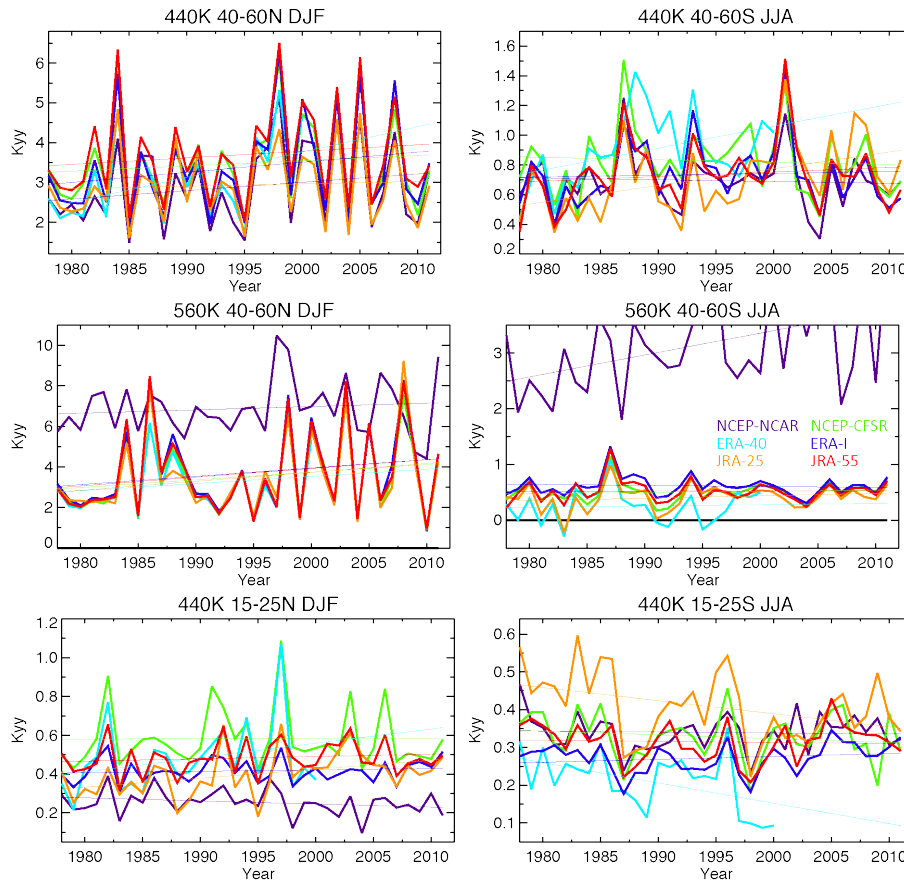 440K 40-60N DJF
Kyy
6
5
4
3
2
1980 1985 1990 1995 2000 2005 2010
Year
440K 40-60S JJA
Kyy
1.6
1.4
1.2
1.0
0.8
0.6
0.4
0.2
1980 1985 1990 1995 2000 2005 2010
Year
560K 40-60N DJF
Kyy
10
8
6
4
2
0
1980 1985 1990 1995 2000 2005 2010
Year
560K 40-60S JJA
Kyy
3
2
1
0
NCEP-NCAR NCEP-CFSR
ERA-40 ERA-I
JRA-25 JRA-55
1980 1985 1990 1995 2000 2005 2010
Year
440K 15-25N DJF
Kyy
1.2
1.0
0.8
0.6
0.4
0.2
1980 1985 1990 1995 2000 2005 2010
Year
440K 15-25S JJA
Kyy
0.6
0.5
0.4
0.3
0.2
0.1
1980 1985 1990 1995 2000 2005 2010
Year